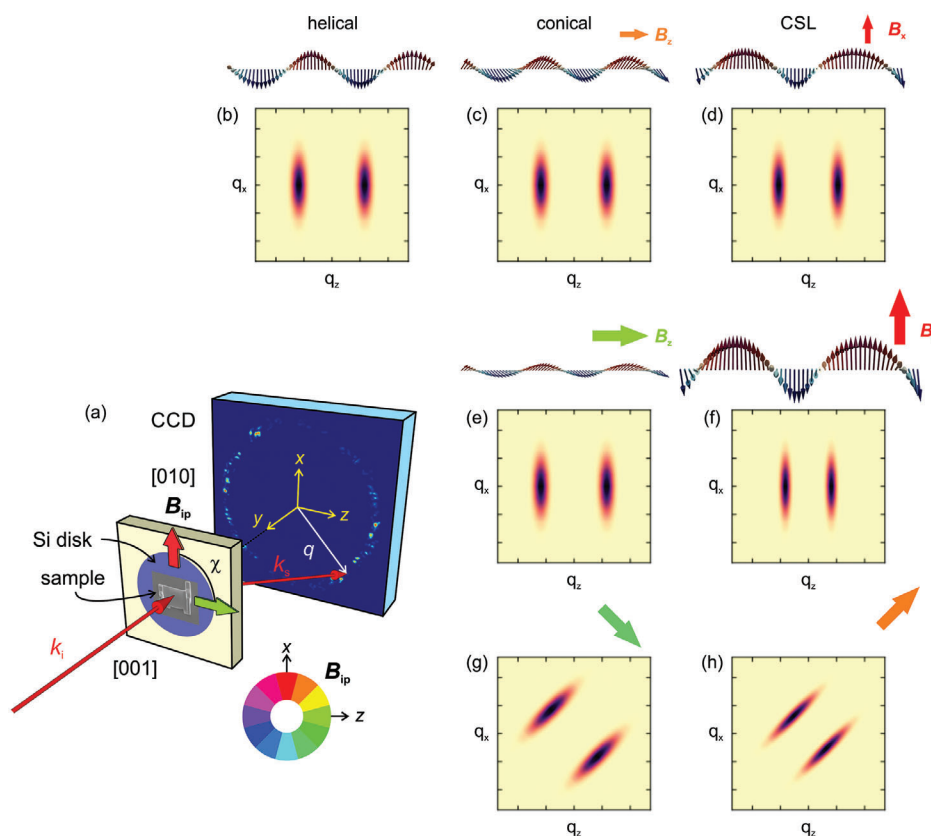 helical
conical
CSL
B_z
B_x
(b)
(c)
(d)
q_x
q_x
q_x
q_z
q_z
q_z
B_z
B
(a)
CCD
(e)
(f)
[010]
B_ip
x
z
y
q
Si disk
χ
k_s
sample
q_x
q_x
q_z
q_z
k_i
[001]
B_ip
x
z
(g)
(h)
q_x
q_x
q_z
q_z